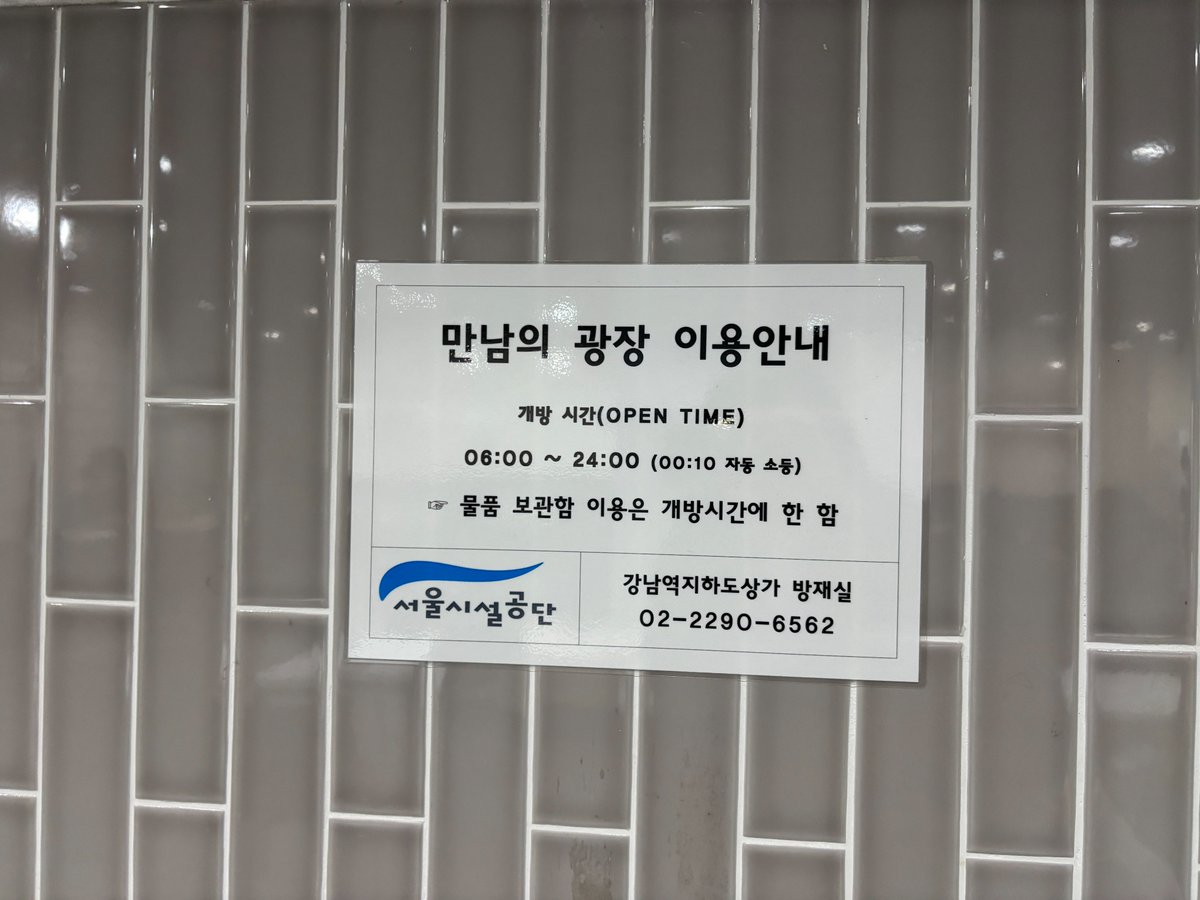 만남의 광장 이용안내
개방 시간(OPEN TIME)
06:00 ~ 24:00 (00:10 자동 소등)
☞ 물품 보관함 이용은 개방시간에 한 함
서울시설공단
강남역지하도상가 방재실
02-2290-6562